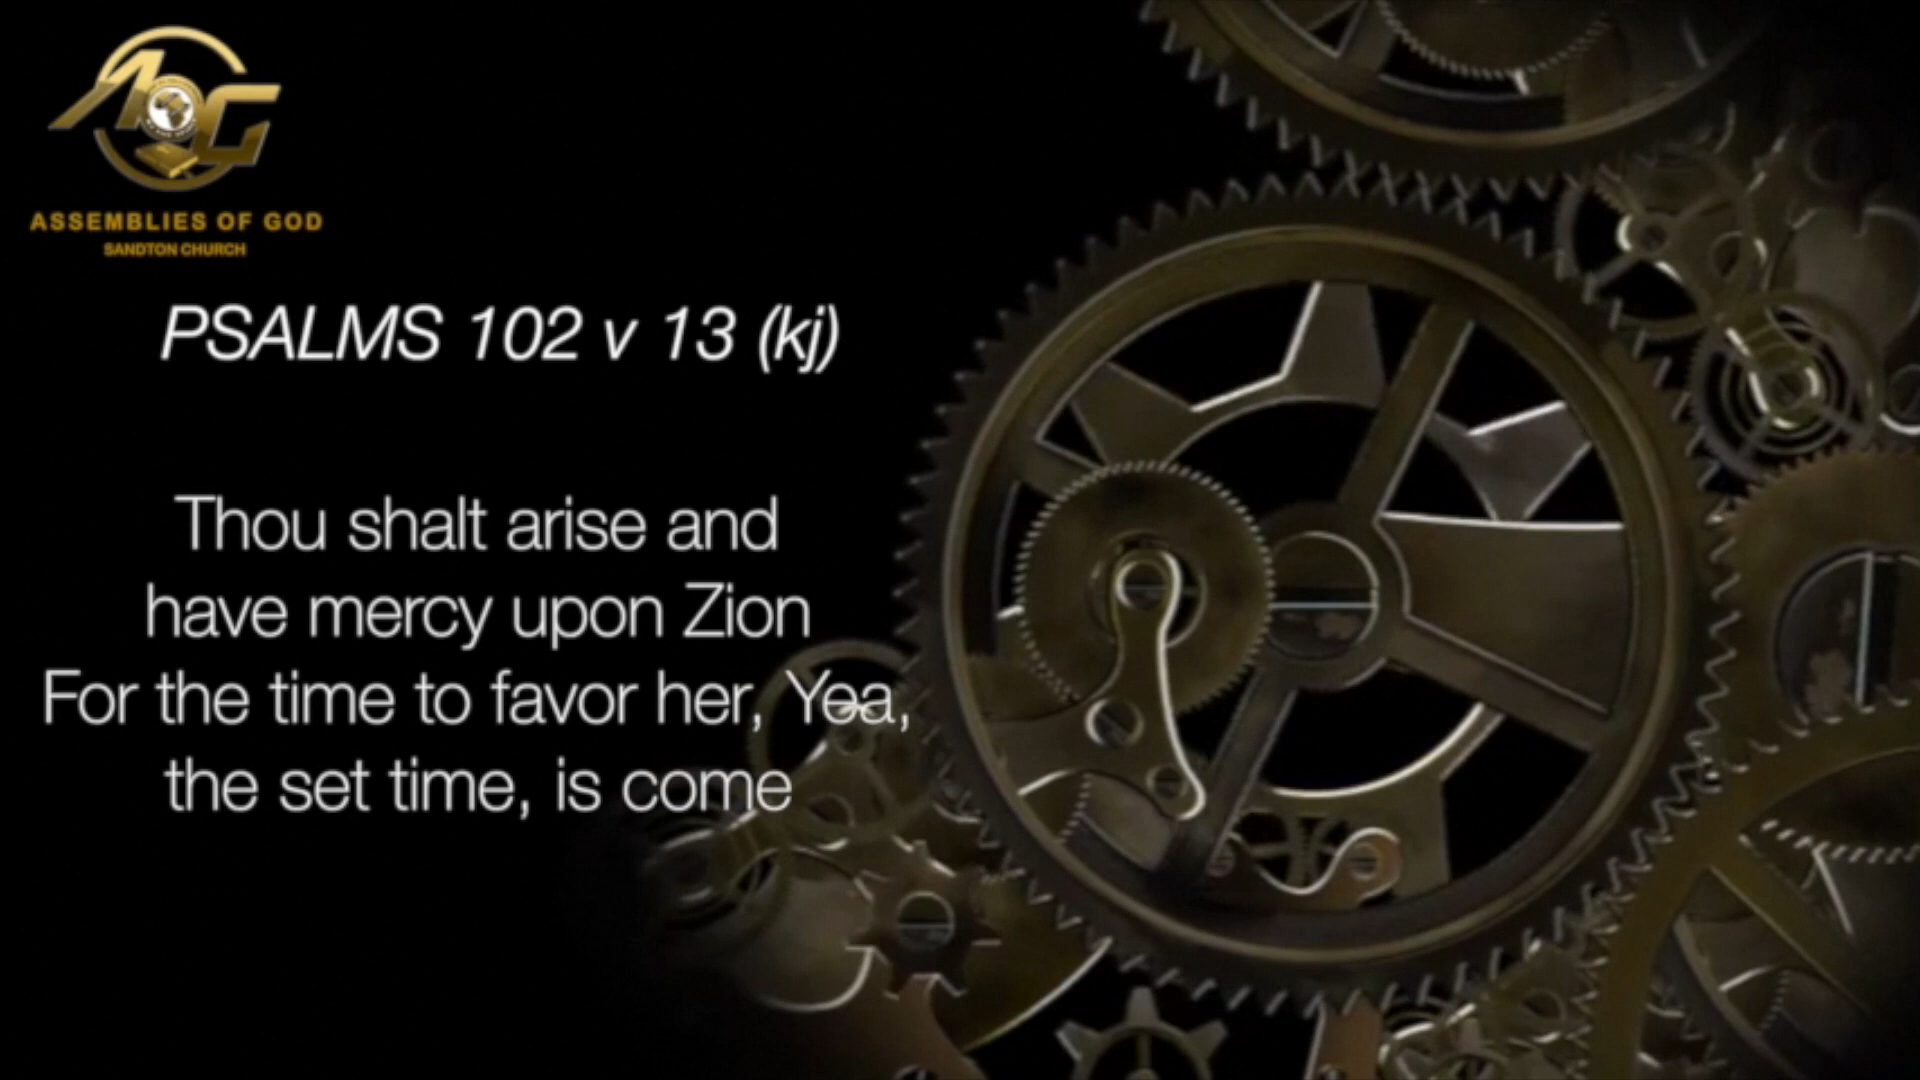 AOG
ASSEMBLIES OF GOD
SANDTON CHURCH
PSALMS 102 v 13 (kj)
Thou shalt arise and
have mercy upon Zion
For the time to favor her, Yea,
the set time, is come